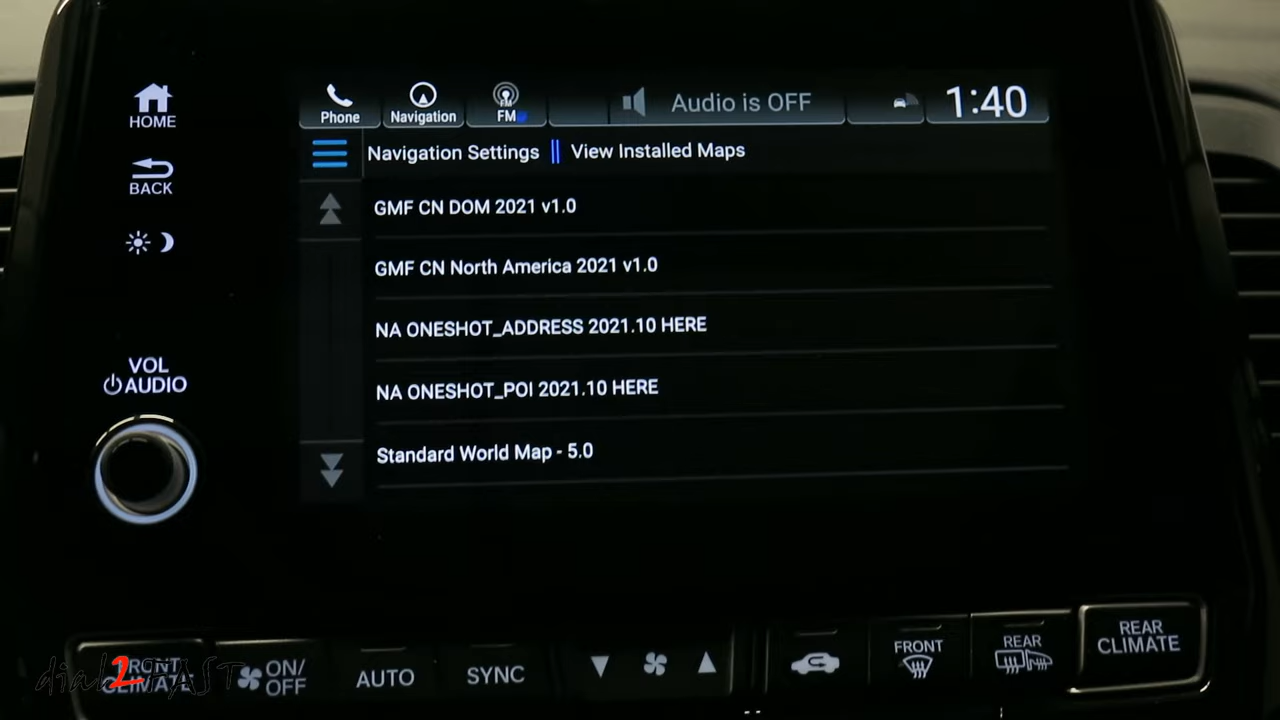 HOME
BACK
VOL
AUDIO
Phone
Navigation
FM
FM
Audio is OFF
1:40
Navigation Settings
View Installed Maps
GMF CN DOM 2021 v1.0
GMF CN North America 2021 v1.0
NA ONESHOT_ADDRESS 2021.10 HERE
NA ONESHOT_POI 2021.10 HERE
Standard World Map - 5.0
FRONT
CLIMATE
ON/
OFF
AUTO
SYNC
FRONT
REAR
REAR
CLIMATE
dial2FAST